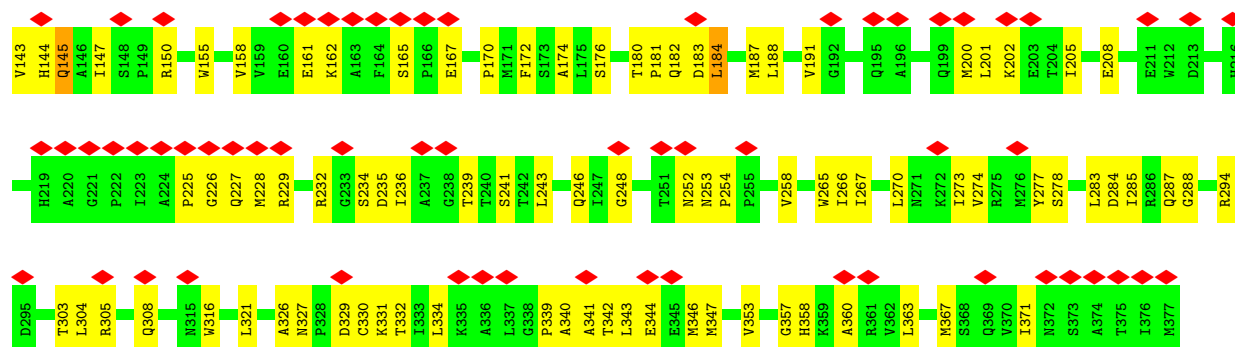 V143 H144 Q145 A146 I147 S148 P149 R150 W155 V158 V159 E160 E161 K162 A163 F164 S165 P166 E167 P170 M171 F172 S173 A174 L175 S176 T180 P181 Q182 D183 L184 M187 L188 V191 G192 Q195 A196 Q199 M200 L201 K202 E203 T204 I205 E208 E211 W212 D213
H219 A220 G221 P222 I223 A224 P225 G226 Q227 M228 R229 R232 G233 S234 D235 I236 A237 G238 T239 T240 S241 T242 L243 Q246 I247 G248 T251 N252 N253 P254 P255 V258 W265 I266 I267 L270 N271 K272 I273 V274 R275 M276 Y277 S278 L283 D284 I285 R286 Q287 G288 R294
D295 T303 L304 R305 Q308 N315 W316 L321 A326 N327 P328 D329 G330 K331 T332 I333 L334 K335 A336 L337 G338 P339 A340 A341 T342 L343 E344 E345 M346 M347 V353 G357 H358 K359 A360 R361 V362 L363 M367 S368 Q369 V370 I371 N372 S373 A374 T375 I376 M377